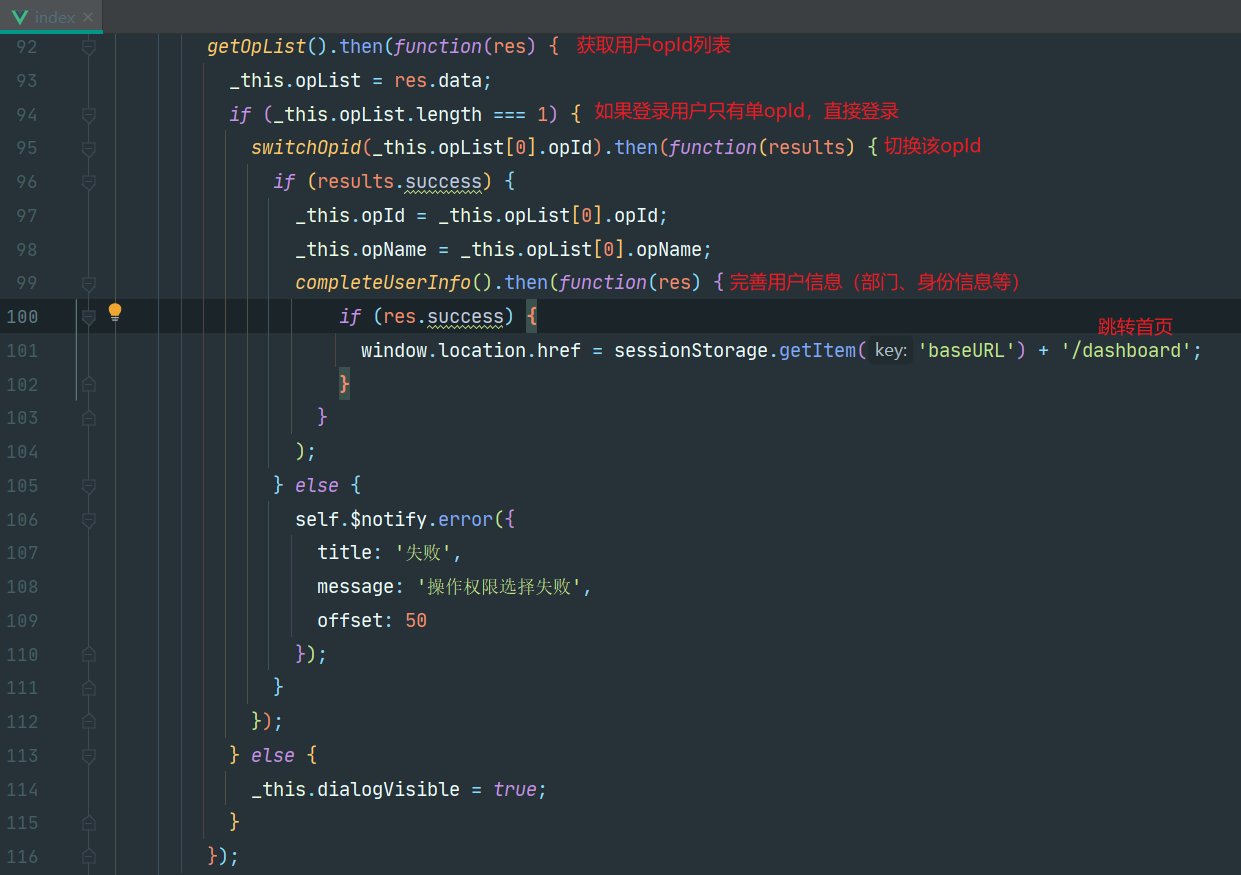 index
92 getOpList().then(function(res) { 获取用户opId列表
93 _this.opList = res.data;
94 if (_this.opList.length === 1) { 如果登录用户只有单opId，直接登录
95 switchOpid(_this.opList[0].opId).then(function(results) { 切换该opId
96 if (results.success) {
97 _this.opId = _this.opList[0].opId;
98 _this.opName = _this.opList[0].opName;
99 completeUserInfo().then(function(res) { 完善用户信息（部门、身份信息等）
100 if (res.success) {
跳转首页
101 window.location.href = sessionStorage.getItem( key: 'baseURL') + '/dashboard';
102 }
103 }
104 );
105 } else {
106 self.$notify.error({
107 title: '失败',
108 message: '操作权限选择失败',
109 offset: 50
110 });
111 }
112 });
113 } else {
114 _this.dialogVisible = true;
115 }
116 });